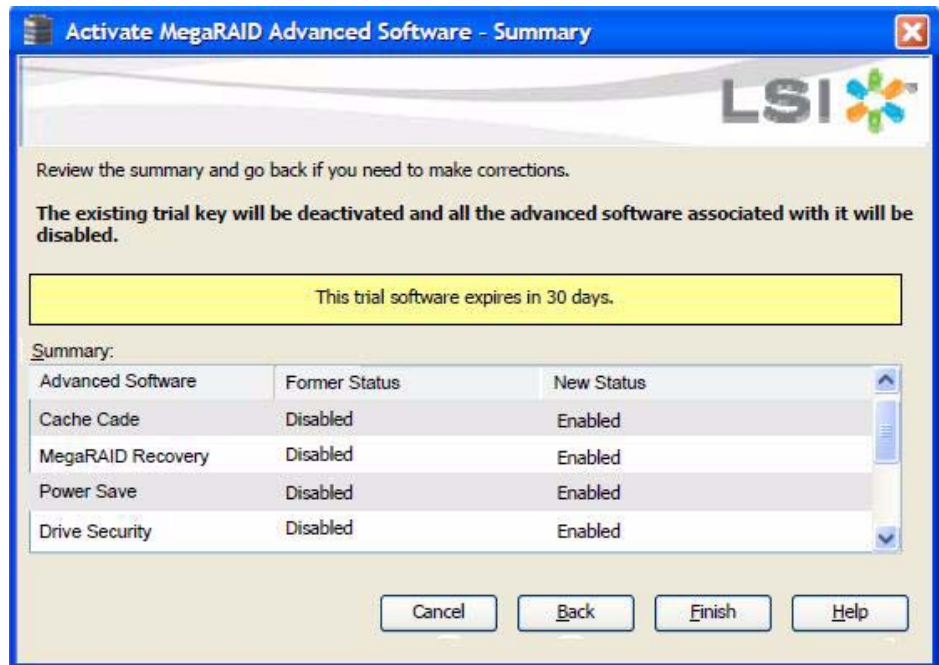 Activate MegaRAID Advanced Software - Summary
LSI
Review the summary and go back if you need to make corrections.
The existing trial key will be deactivated and all the advanced software associated with it will be
disabled.
This trial software expires in 30 days.
Summary:
Advanced Software Former Status New Status
Cache Cade Disabled Enabled
MegaRAID Recovery Disabled Enabled
Power Save Disabled Enabled
Drive Security Disabled Enabled
Cancel Back Finish Help